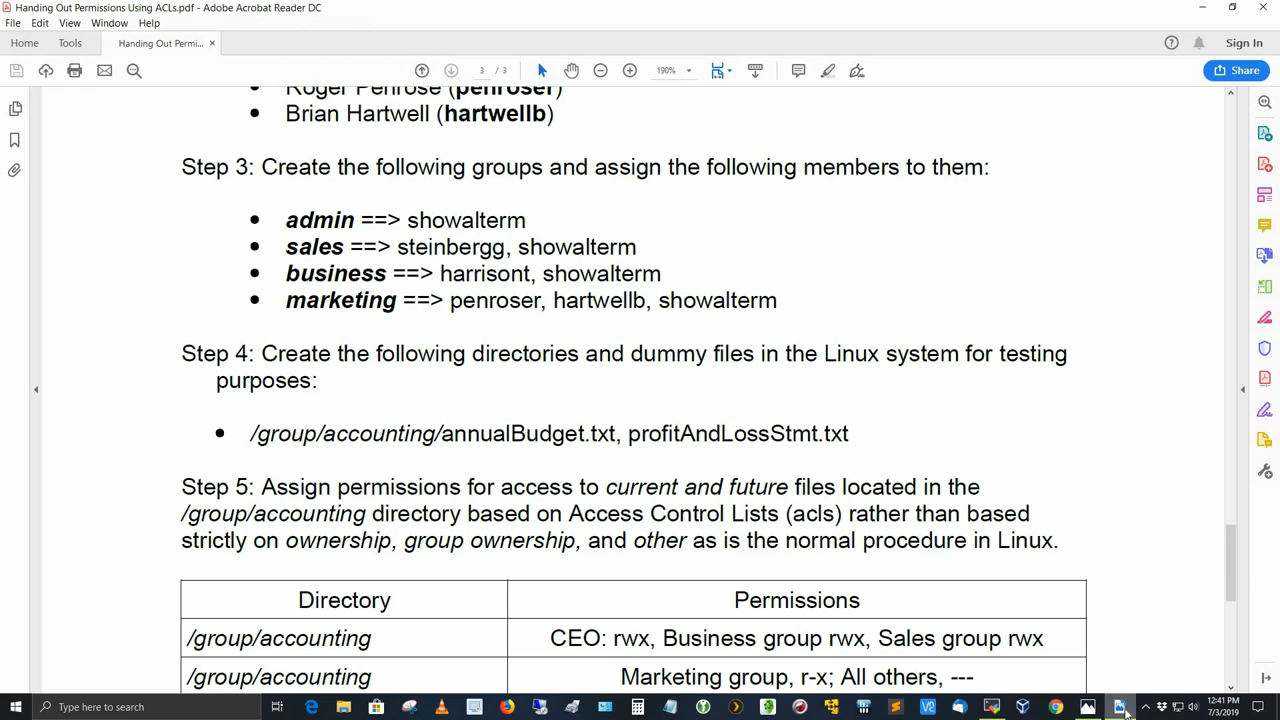 Handing Out Permissions Using ACLs.pdf - Adobe Acrobat Reader DC
File Edit View Window Help
Home Tools Handing Out Permi... × Sign In
3 / 3 190% Share
• Roger Penrose (penroser)
• Brian Hartwell (hartwellb)
Step 3: Create the following groups and assign the following members to them:
• admin ==> showalterm
• sales ==> steinbergg, showalterm
• business ==> harrisont, showalterm
• marketing ==> penroser, hartwellb, showalterm
Step 4: Create the following directories and dummy files in the Linux system for testing
purposes:
• /group/accounting/annualBudget.txt, profitAndLossStmt.txt
Step 5: Assign permissions for access to current and future files located in the
/group/accounting directory based on Access Control Lists (acls) rather than based
strictly on ownership, group ownership, and other as is the normal procedure in Linux.
Directory Permissions
/group/accounting CEO: rwx, Business group rwx, Sales group rwx
/group/accounting Marketing group, r-x; All others, ---
Type here to search
12:41 PM
7/3/2019